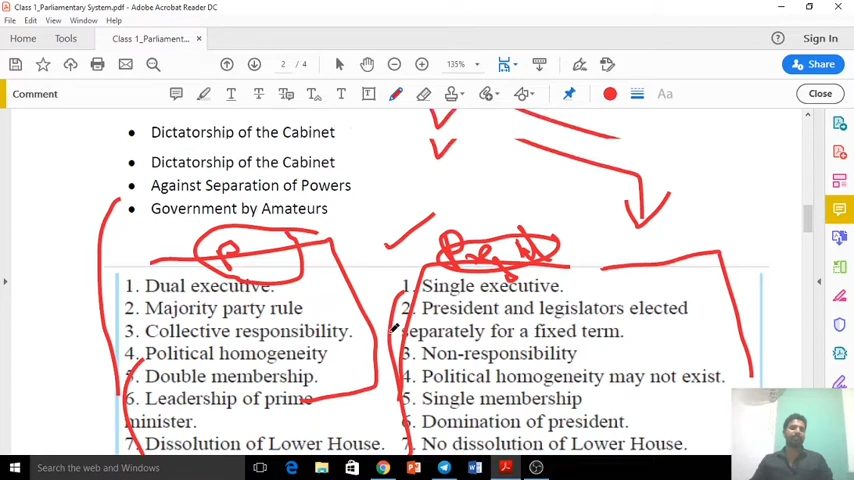 Class 1_Parliamentary System.pdf - Adobe Acrobat Reader DC
File Edit View Window Help
Home Tools Class 1_Parliament... × ? Sign In
2 / 4 135% Share
Comment Aa Close
• Dictatorship of the Cabinet
• Dictatorship of the Cabinet
• Against Separation of Powers
• Government by Amateurs
P
1. Dual executive.
2. Majority party rule
3. Collective responsibility.
4. Political homogeneity
5. Double membership.
6. Leadership of prime
minister.
7. Dissolution of Lower House.
1. Single executive.
2. President and legislators elected
separately for a fixed term.
3. Non-responsibility
4. Political homogeneity may not exist.
5. Single membership
6. Domination of president.
7. No dissolution of Lower House.
Search the web and Windows